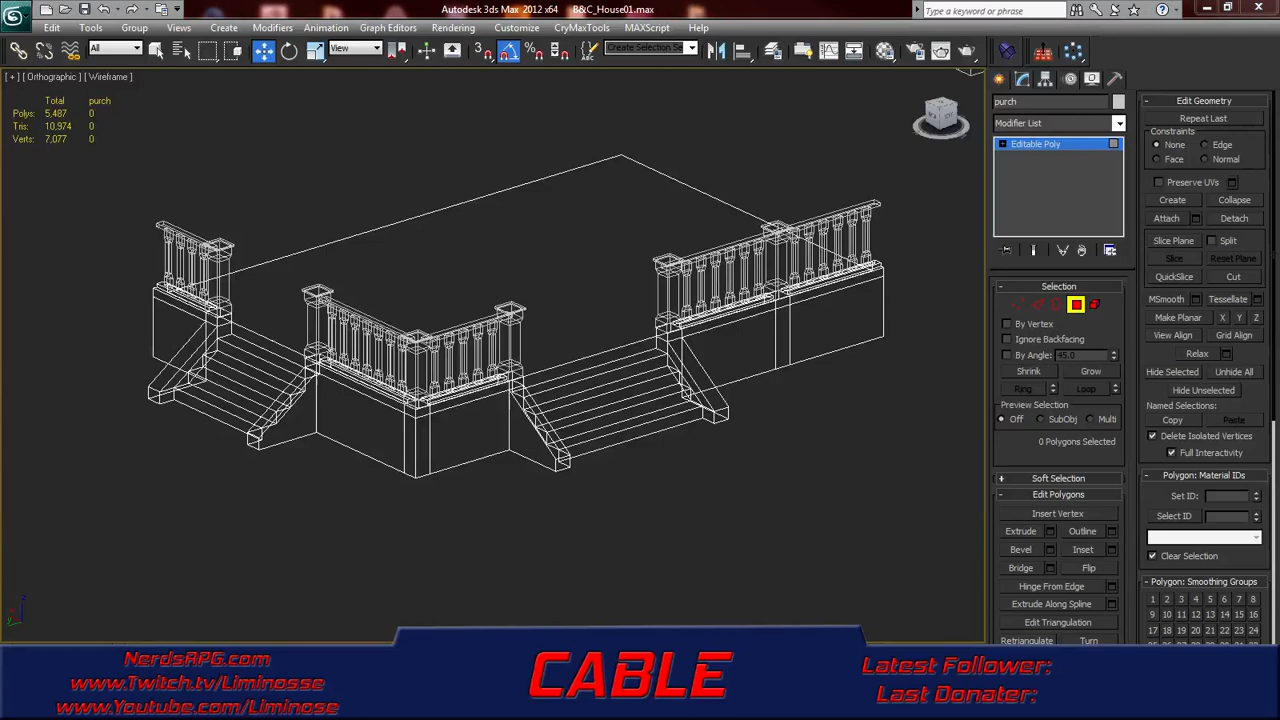 Autodesk 3ds Max 2012 x64 B&C_House01.max
Type a keyword or phrase
Edit Tools Group Views Create Modifiers Animation Graph Editors Rendering Customize CryMaxTools MAXScript Help
All View Create Selection Se
[ + ] [ Orthographic ] [ Wireframe ]
Total purch
Polys: 5,487 0
Tris: 10,974 0
Verts: 7,077 0
purch
Modifier List
Editable Poly
Selection
By Vertex
Ignore Backfacing
By Angle: 45.0
Shrink Grow
Ring Loop
Preview Selection
Off SubObj Multi
0 Polygons Selected
Soft Selection
Edit Polygons
Insert Vertex
Extrude Outline
Bevel Inset
Bridge Flip
Hinge From Edge
Extrude Along Spline
Edit Triangulation
Retriangulate Turn
Edit Geometry
Repeat Last
Constraints
None Edge
Face Normal
Preserve UVs
Create Collapse
Attach Detach
Slice Plane Split
Slice Reset Plane
QuickSlice Cut
MSmooth Tessellate
Make Planar X Y Z
View Align Grid Align
Relax
Hide Selected Unhide All
Hide Unselected
Named Selections:
Copy Paste
Delete Isolated Vertices
Full Interactivity
Polygon: Material IDs
Set ID:
Select ID
Clear Selection
Polygon: Smoothing Groups
1 2 3 4 5 6 7 8
9 10 11 12 13 14 15 16
17 18 19 20 21 22 23 24
NerdsRPG.com
www.Twitch.tv/Liminosse
www.Youtube.com/Liminose
CABLE
Latest Follower:
Last Donater: